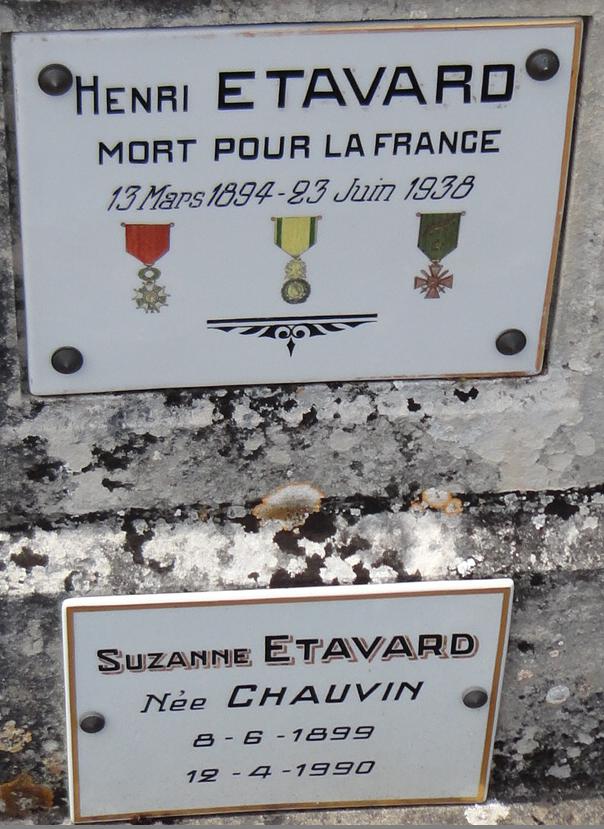 HENRI ETAVARD
MORT POUR LA FRANCE
13 Mars 1894 - 23 Juin 1938
SUZANNE ETAVARD
Née CHAUVIN
8 - 6 - 1899
12 - 4 - 1990